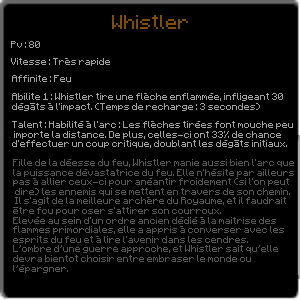 Whistler
Pv : 80
Vitesse : Très rapide
Affinite : Feu
Abilite 1 : Whistler tire une flèche enflammée, infligeant 30
dégâts à l'impact. (Temps de recharge : 3 secondes)
Talent : Habilité à l'arc : Les flèches tirées font mouche peu
importe la distance. De plus, celles-ci ont 33% de chance
d'effectuer un coup critique, doublant les dégâts initiaux.
Fille de la déesse du feu, Whistler manie aussi bien l'arc que
la puissance dévastatrice du feu. Elle n'hésite par ailleurs
pas à allier ceux-ci pour anéantir froidement (si l'on peut
dire) les ennemis qui se mettent en travers de son chemin.
Il s'agit de la meilleure archère du Royaume, et il faudrait
être fou pour oser s'attirer son courroux.
Elevée au sein d'un ordre ancien dédié à la maitrise des
flammes primordiales, elle a appris à converser avec les
esprits du feu et à lire l'avenir dans les cendres.
L'ombre d'une guerre approche, et Whistler sait qu'elle
devra bientot choisir entre embraser le monde ou
l'épargner.